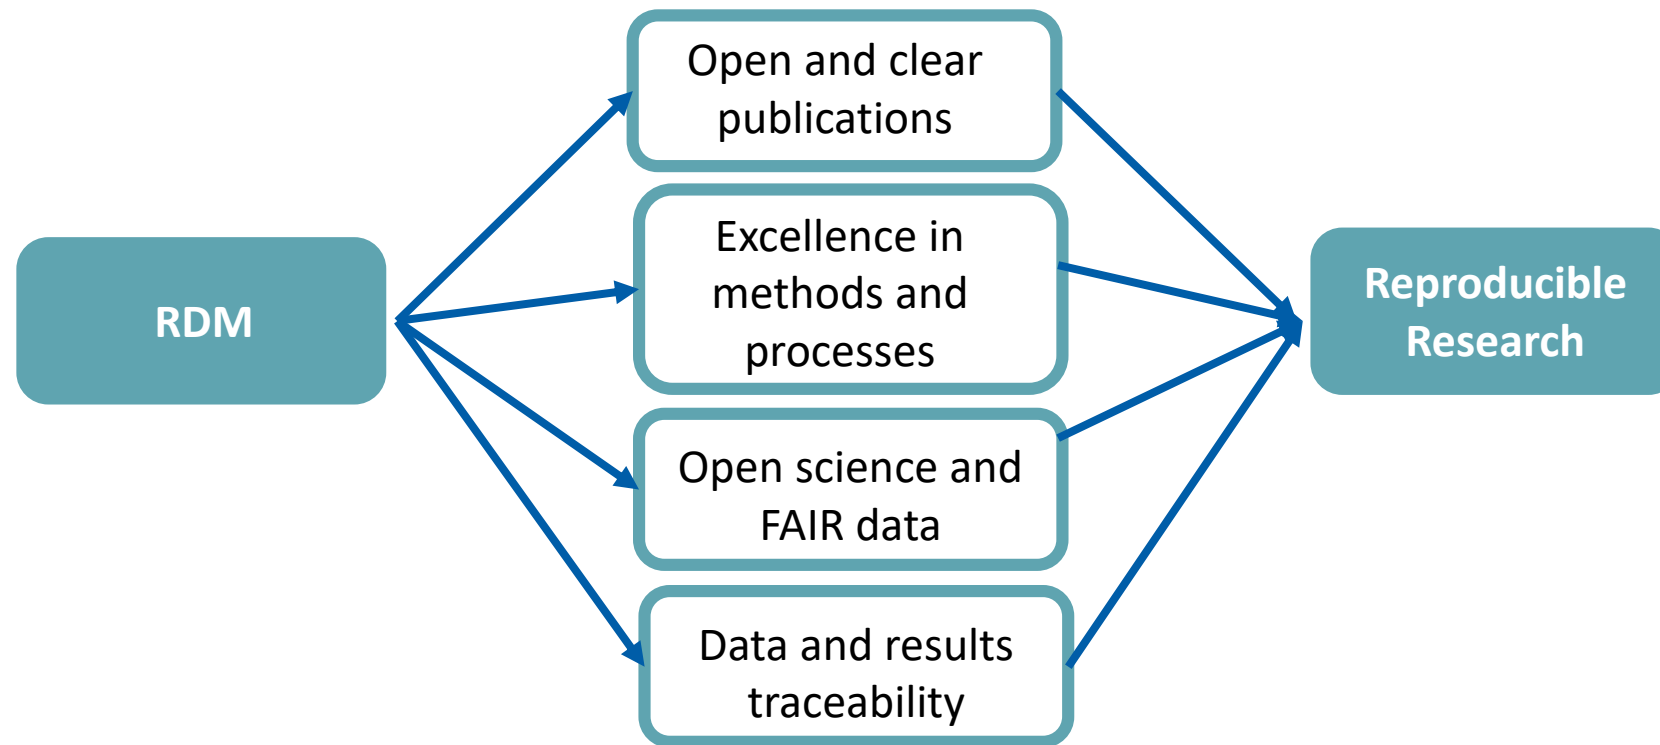 RDM
Open and clear
publications
Excellence in
methods and
processes
Open science and
FAIR data
Data and results
traceability
Reproducible
Research